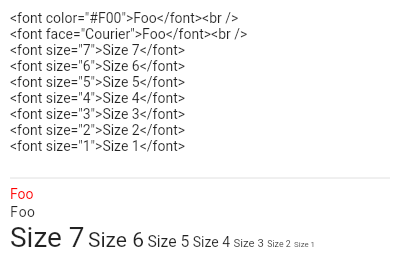 <font color="#F00">Foo</font><br />
<font face="Courier">Foo</font><br />
<font size="7">Size 7</font>
<font size="6">Size 6</font>
<font size="5">Size 5</font>
<font size="4">Size 4</font>
<font size="3">Size 3</font>
<font size="2">Size 2</font>
<font size="1">Size 1</font>
Foo
Foo
Size 7 Size 6 Size 5 Size 4 Size 3 Size 2 Size 1